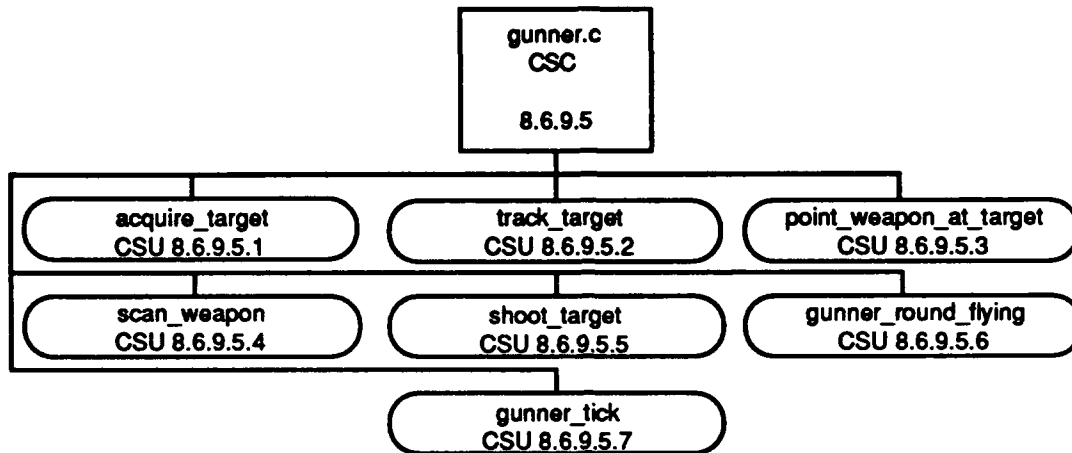 gunner.c
CSC
8.6.9.5
acquire_target
CSU 8.6.9.5.1
track_target
CSU 8.6.9.5.2
point_weapon_at_target
CSU 8.6.9.5.3
scan_weapon
CSU 8.6.9.5.4
shoot_target
CSU 8.6.9.5.5
gunner_round_flying
CSU 8.6.9.5.6
gunner_tick
CSU 8.6.9.5.7